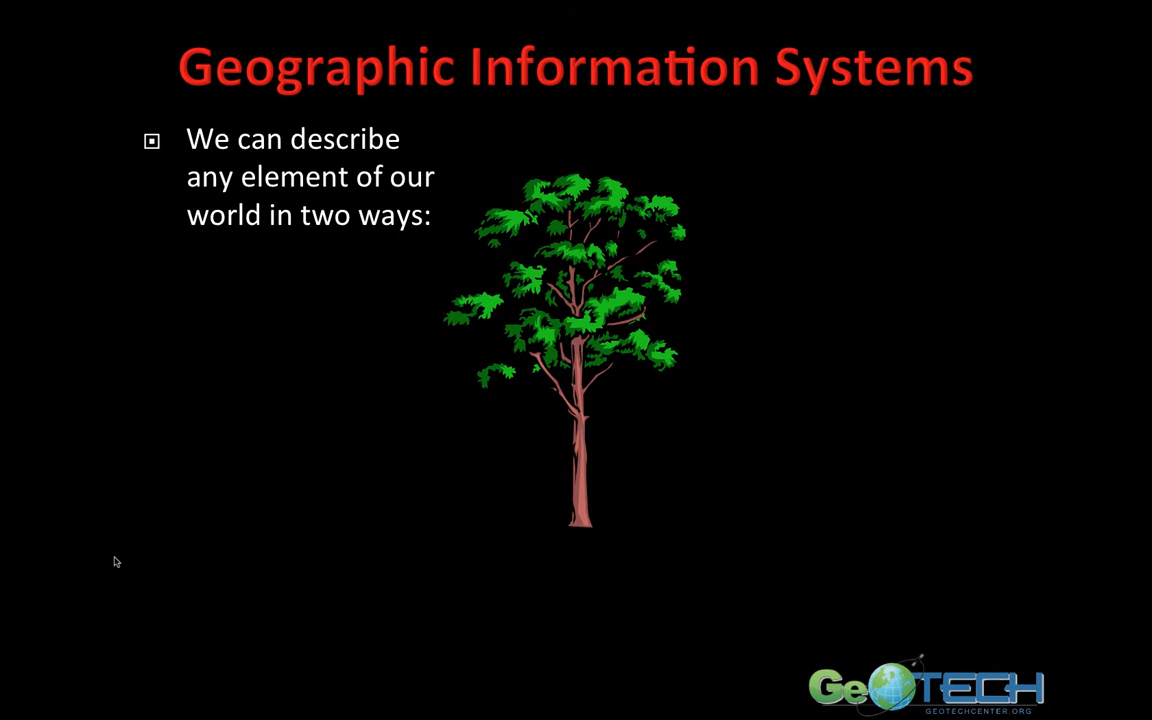 Geographic Information Systems
We can describe
any element of our
world in two ways:
GeOTECH
GEOTECHCENTER.ORG